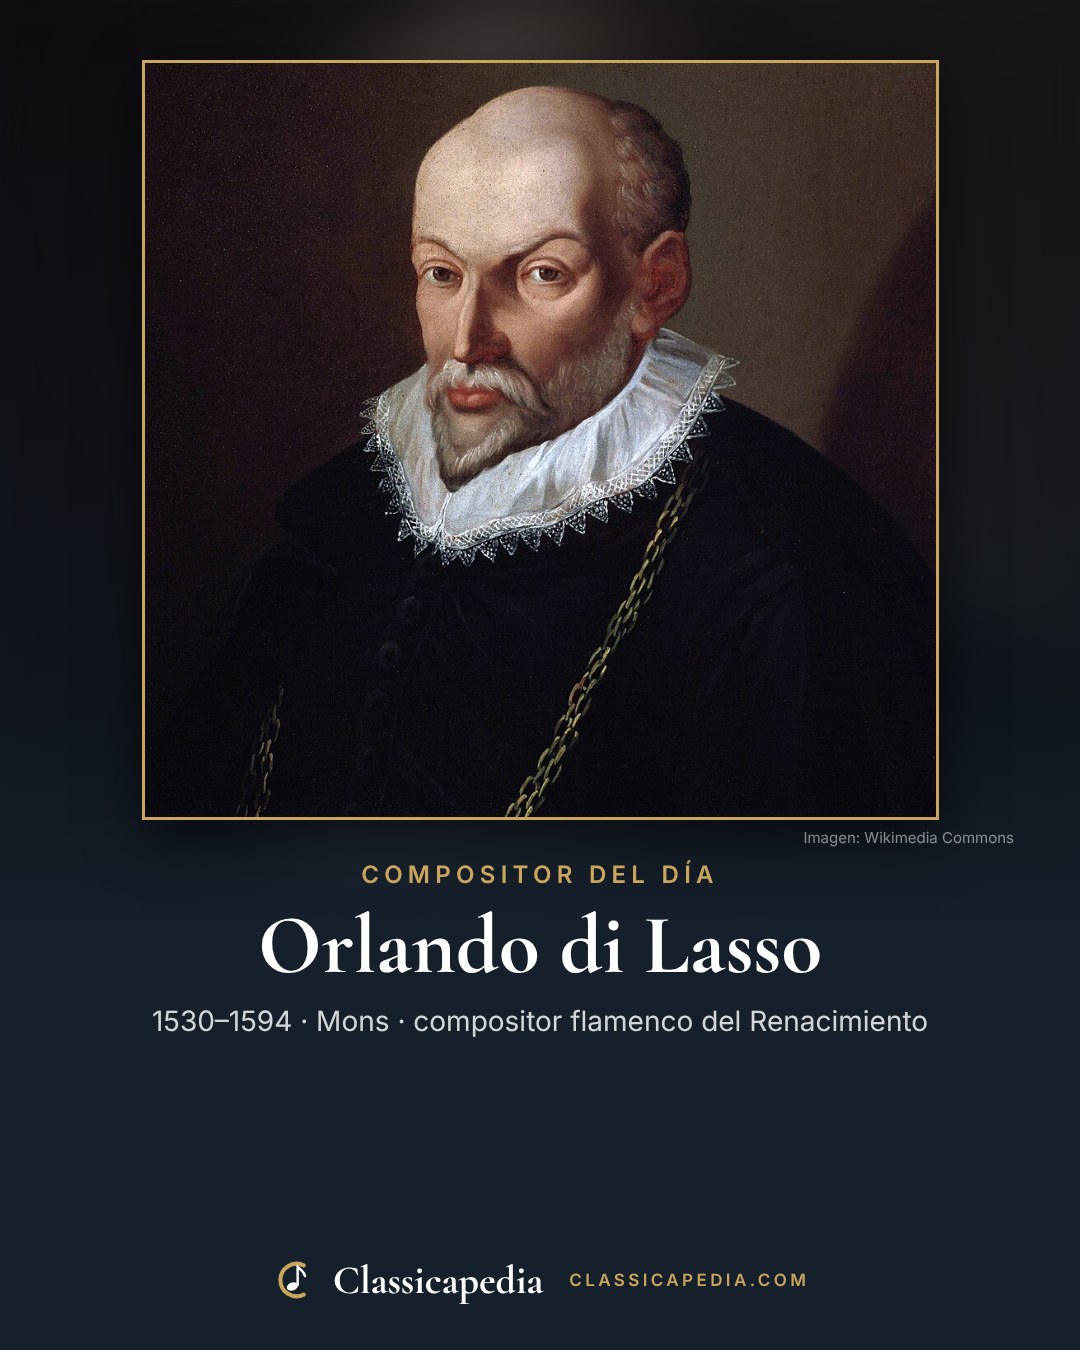 Imagen: Wikimedia Commons
COMPOSITOR DEL DÍA
Orlando di Lasso
1530–1594 · Mons · compositor flamenco del Renacimiento
Classicapedia CLASSICAPEDIA.COM